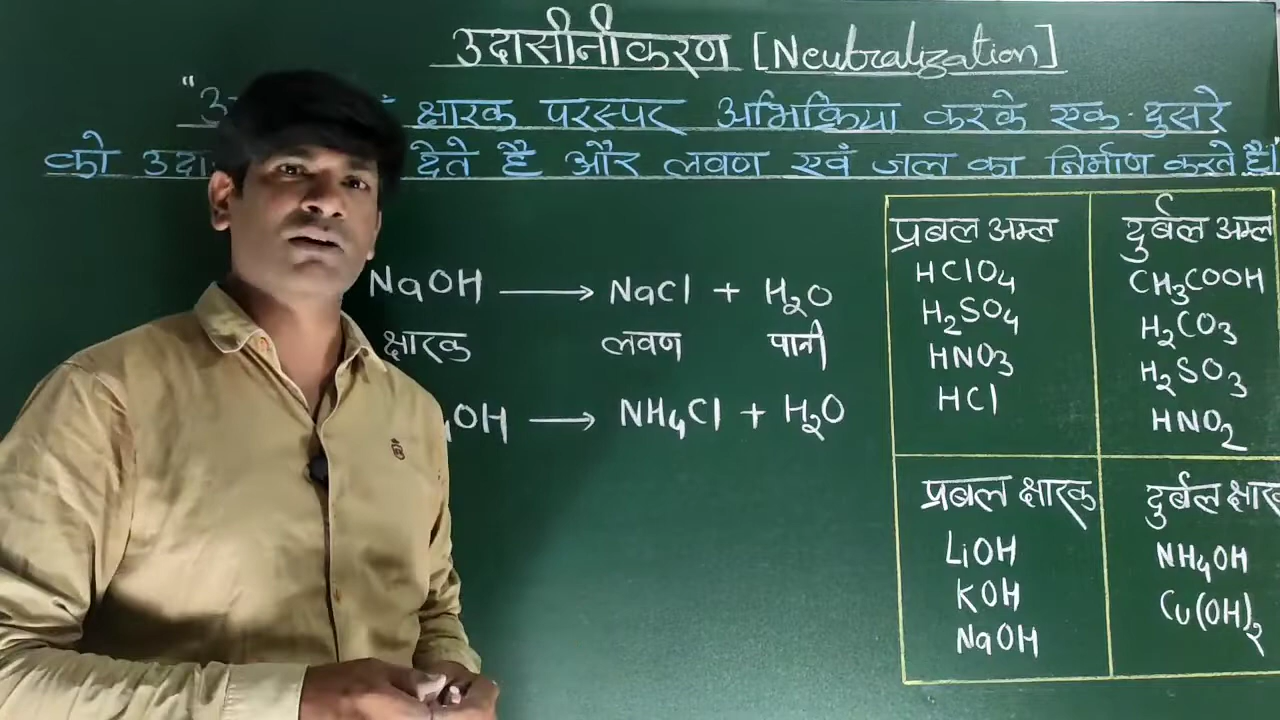 उदासीनीकरण [Neutralization]
क्षारक परस्पर अभिक्रिया करके एक-दुसरे
को उदा देते है और लवण एवं जल का निर्माण करते है।
NaOH ⟶ NaCl + H₂O
क्षारक लवण पानी
₄OH ⟶ NH₄Cl + H₂O
प्रबल अम्ल
HClO₄
H₂SO₄
HNO₃
HCl
दुर्बल अम्ल
CH₃COOH
H₂CO₃
H₂SO₃
HNO₂
प्रबल क्षारक
LiOH
KOH
NaOH
दुर्बल क्षार
NH₄OH
Cu(OH)₂